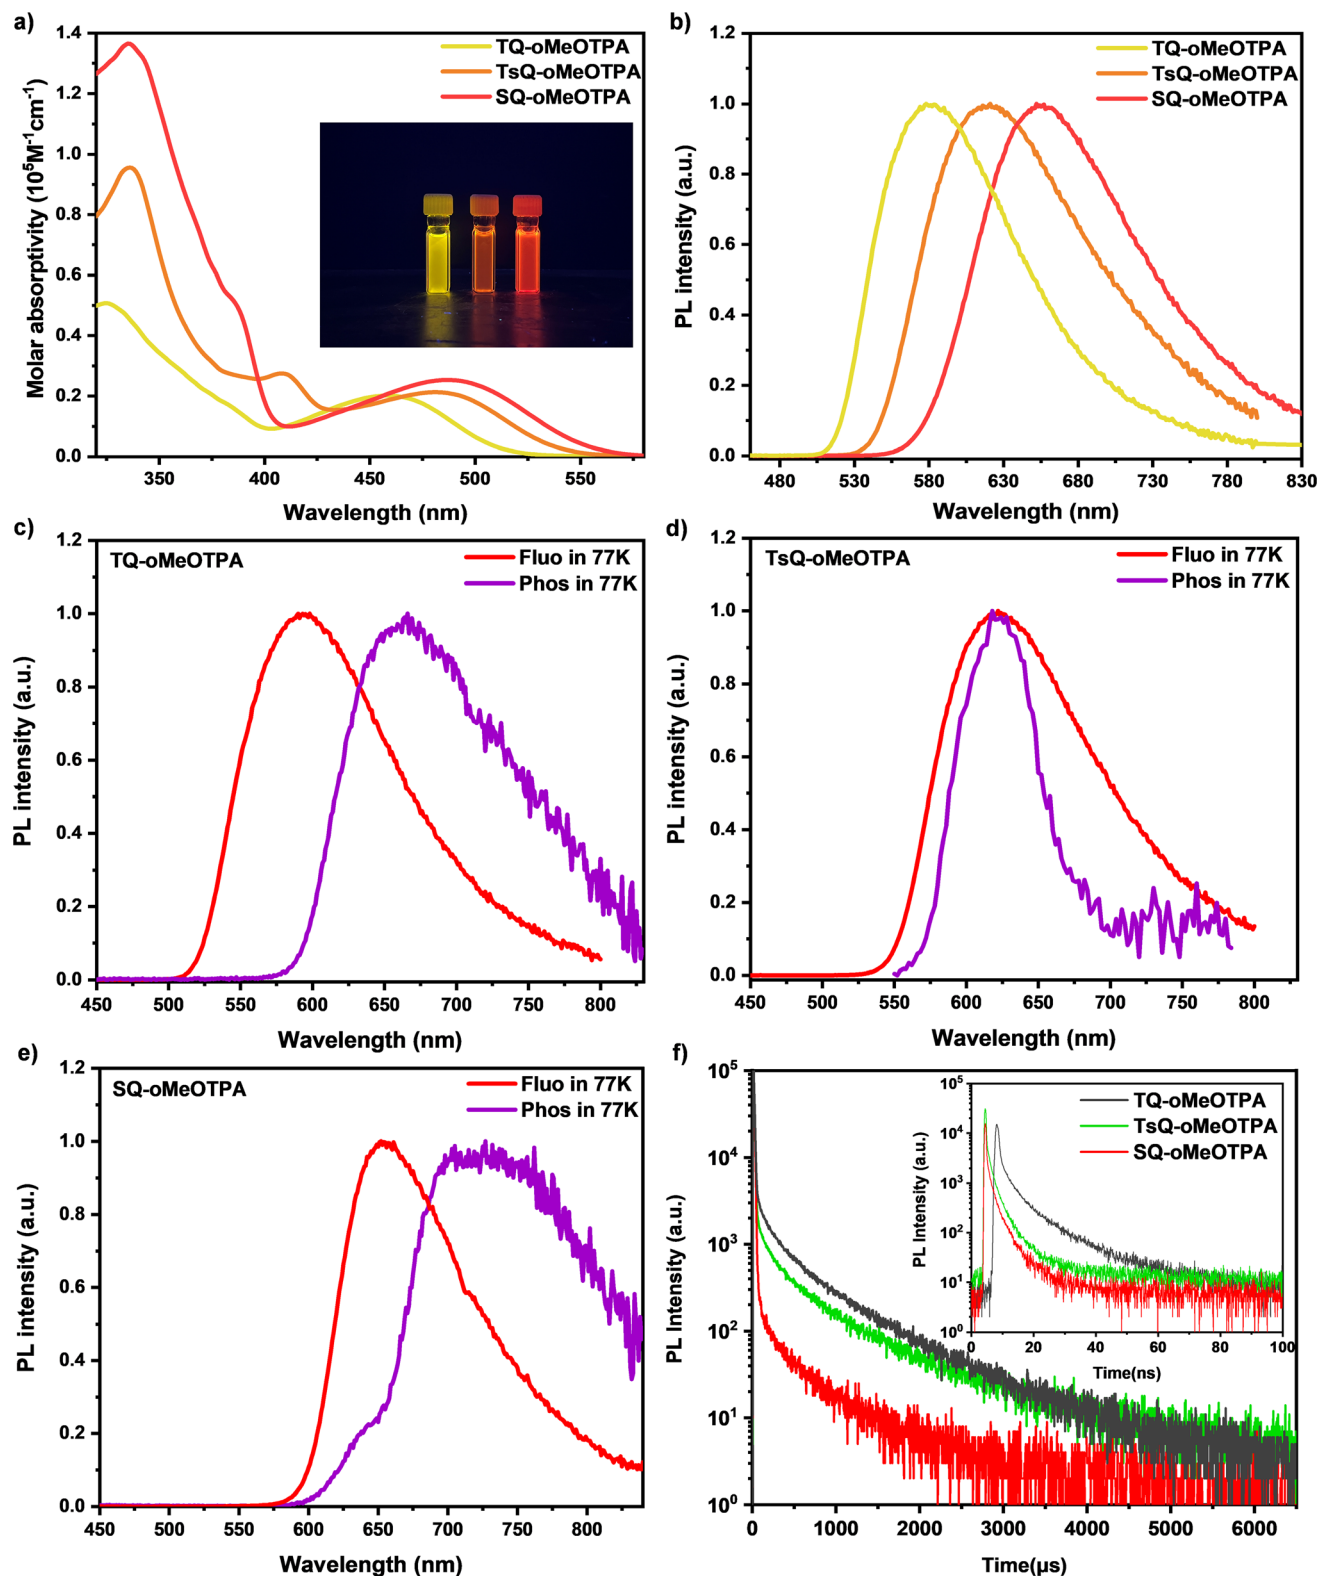 a)
1.4
1.2
1.0
0.8
0.6
0.4
0.2
0.0
Molar absorptivity (10⁵M⁻¹cm⁻¹)
TQ-oMeOTPA
TsQ-oMeOTPA
SQ-oMeOTPA
350 400 450 500 550
Wavelength (nm)
b)
1.2
1.0
0.8
0.6
0.4
0.2
0.0
PL intensity (a.u.)
TQ-oMeOTPA
TsQ-oMeOTPA
SQ-oMeOTPA
480 530 580 630 680 730 780 830
Wavelength (nm)
c)
1.2
1.0
0.8
0.6
0.4
0.2
0.0
PL intensity (a.u.)
TQ-oMeOTPA
Fluo in 77K
Phos in 77K
450 500 550 600 650 700 750 800
Wavelength (nm)
d)
1.2
1.0
0.8
0.6
0.4
0.2
0.0
PL intensity (a.u.)
TsQ-oMeOTPA
Fluo in 77K
Phos in 77K
450 500 550 600 650 700 750 800
Wavelength (nm)
e)
1.2
1.0
0.8
0.6
0.4
0.2
0.0
PL intensity (a.u.)
SQ-oMeOTPA
Fluo in 77K
Phos in 77K
450 500 550 600 650 700 750 800
Wavelength (nm)
f)
10⁵
10⁴
10³
10²
10¹
10⁰
PL Intensity (a.u.)
10⁵
10⁴
10³
10²
10¹
10⁰
PL Intensity (a.u.)
TQ-oMeOTPA
TsQ-oMeOTPA
SQ-oMeOTPA
0 20 40 60 80 100
Time(ns)
0 1000 2000 3000 4000 5000 6000
Time(μs)